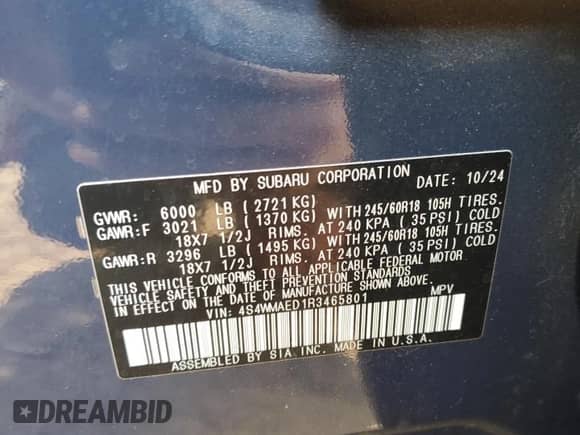 MFD BY SUBARU CORPORATION DATE: 10/24
GVWR: 6000 LB (2721 KG)
GAWR:F 3021 LB (1370 KG) WITH 245/60R18 105H TIRES.
18X7 1/2J RIMS. AT 240 KPA (35 PSI) COLD
GAWR:R 3296 LB (1495 KG) WITH 245/60R18 105H TIRES.
18X7 1/2J RIMS. AT 240 KPA (35 PSI) COLD
THIS VEHICLE CONFORMS TO ALL APPLICABLE FEDERAL MOTOR
VEHICLE SAFETY AND THEFT PREVENTION STANDARDS
IN EFFECT ON THE DATE OF MANUFACTURE SHOWN ABOVE.
VIN: 4S4WMAED1R3465801 MPV
ASSEMBLED BY SIA INC. MADE IN U.S.A.
DREAMBID